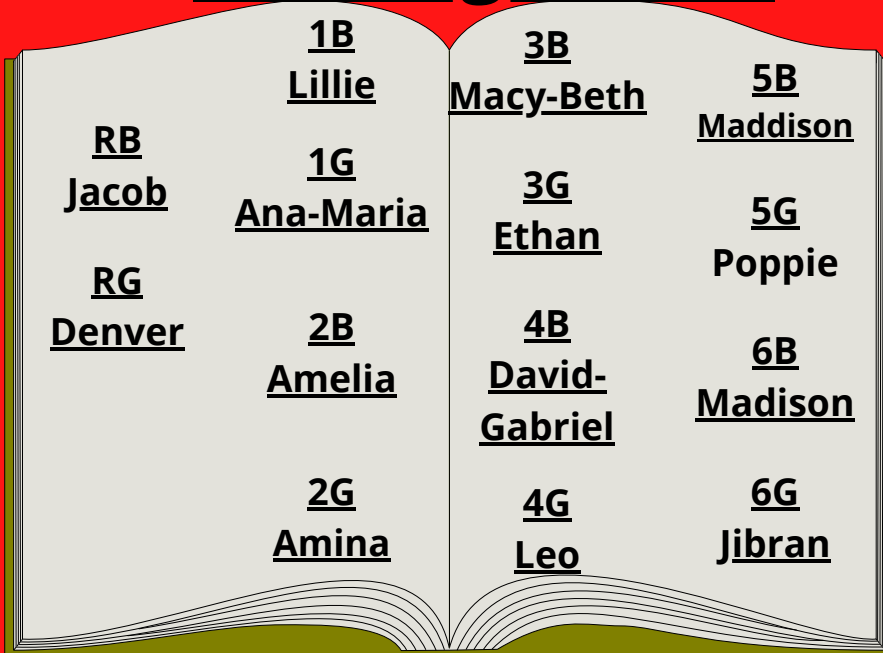 RB
Jacob
RG
Denver
1B
Lillie
1G
Ana-Maria
2B
Amelia
2G
Amina
3B
Macy-Beth
3G
Ethan
4B
David-
Gabriel
4G
Leo
5B
Maddison
5G
Poppie
6B
Madison
6G
Jibran